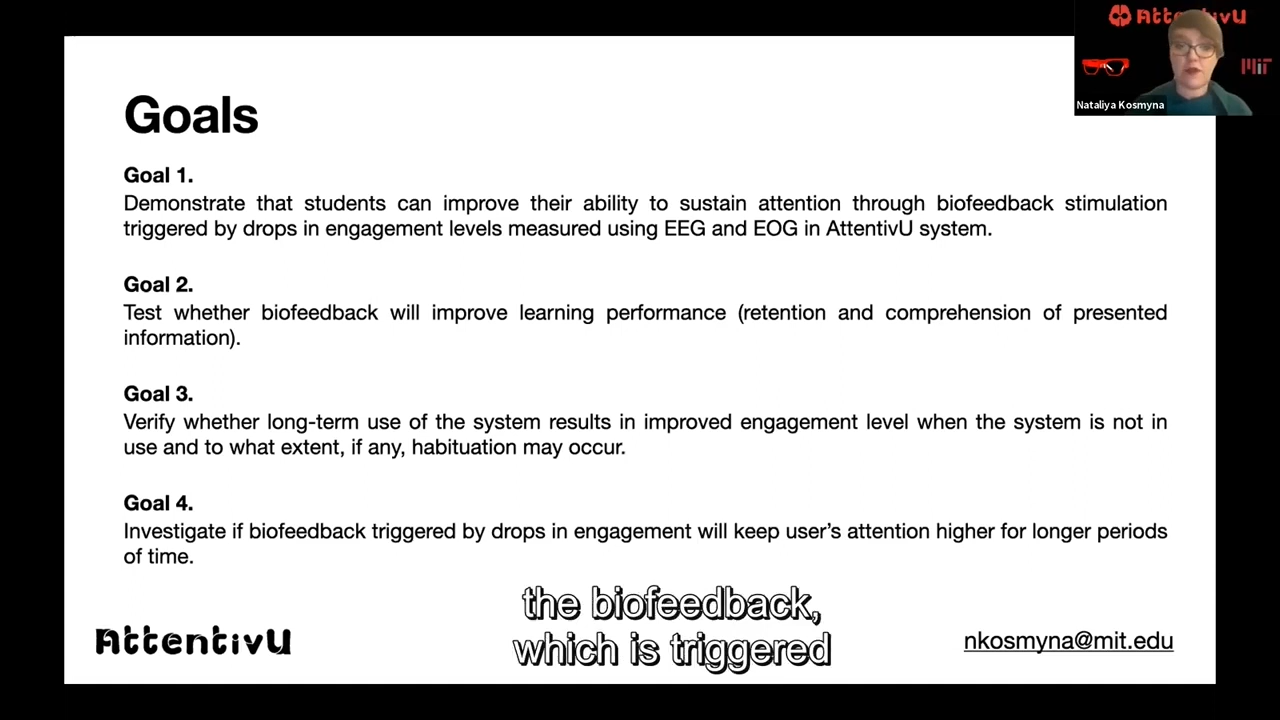 AttentivU
MIT
Nataliya Kosmyna
Goals
Goal 1.
Demonstrate that students can improve their ability to sustain attention through biofeedback stimulation
triggered by drops in engagement levels measured using EEG and EOG in AttentivU system.
Goal 2.
Test whether biofeedback will improve learning performance (retention and comprehension of presented
information).
Goal 3.
Verify whether long-term use of the system results in improved engagement level when the system is not in
use and to what extent, if any, habituation may occur.
Goal 4.
Investigate if biofeedback triggered by drops in engagement will keep user’s attention higher for longer periods
of time.
the biofeedback,
which is triggered
AttentivU
nkosmyna@mit.edu